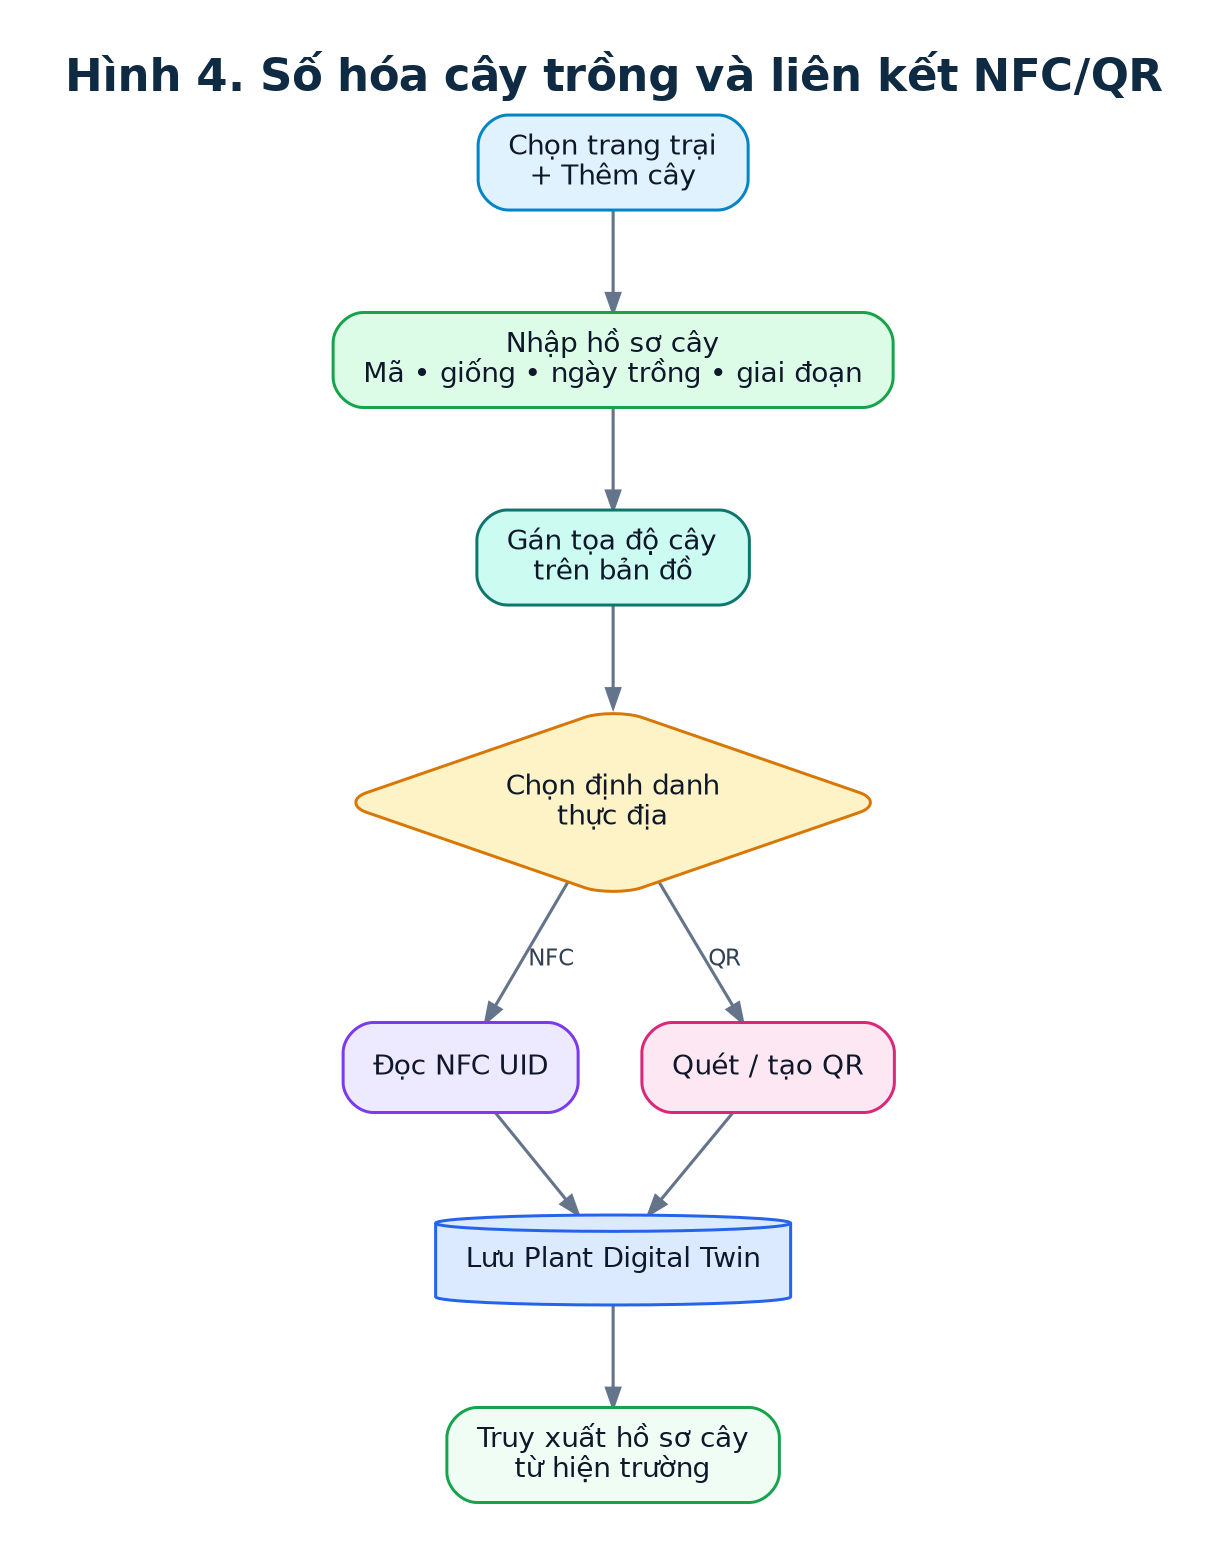 Hình 4. Số hóa cây trồng và liên kết NFC/QR
Chọn trang trại
+ Thêm cây
Nhập hồ sơ cây
Mã • giống • ngày trồng • giai đoạn
Gán tọa độ cây
trên bản đồ
Chọn định danh
thực địa
NFC
QR
Đọc NFC UID
Quét / tạo QR
Lưu Plant Digital Twin
Truy xuất hồ sơ cây
từ hiện trường